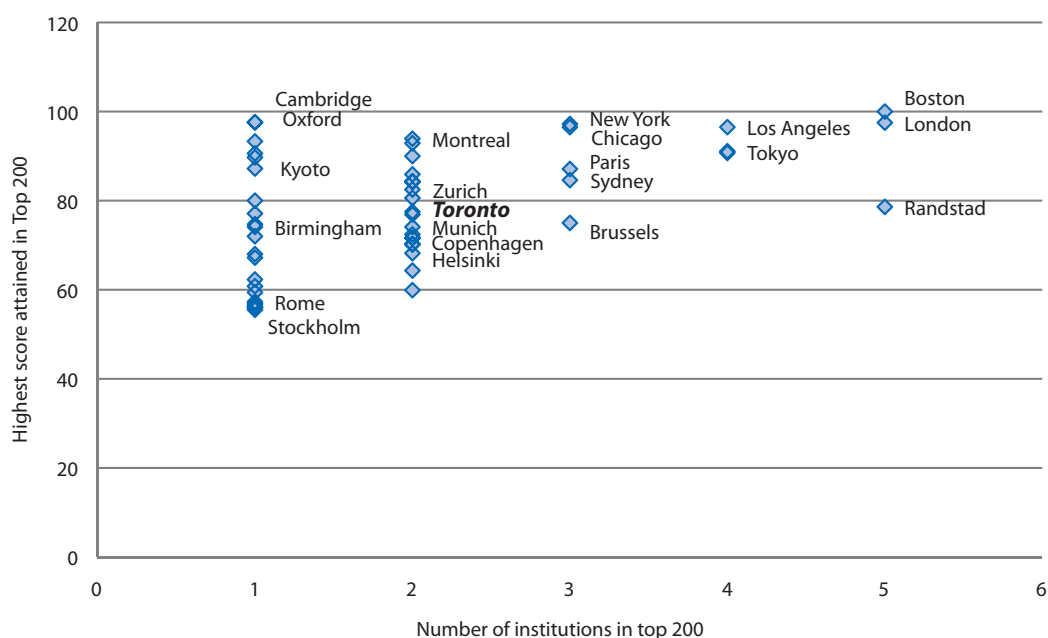 Highest score attained in Top 200
120
100
80
60
40
20
0
Cambridge
Oxford
Kyoto
Birmingham
Rome
Stockholm
Montreal
Zurich
Toronto
Munich
Copenhagen
Helsinki
New York
Chicago
Paris
Sydney
Brussels
Los Angeles
Tokyo
Boston
London
Randstad
0
1
2
3
4
5
6
Number of institutions in top 200